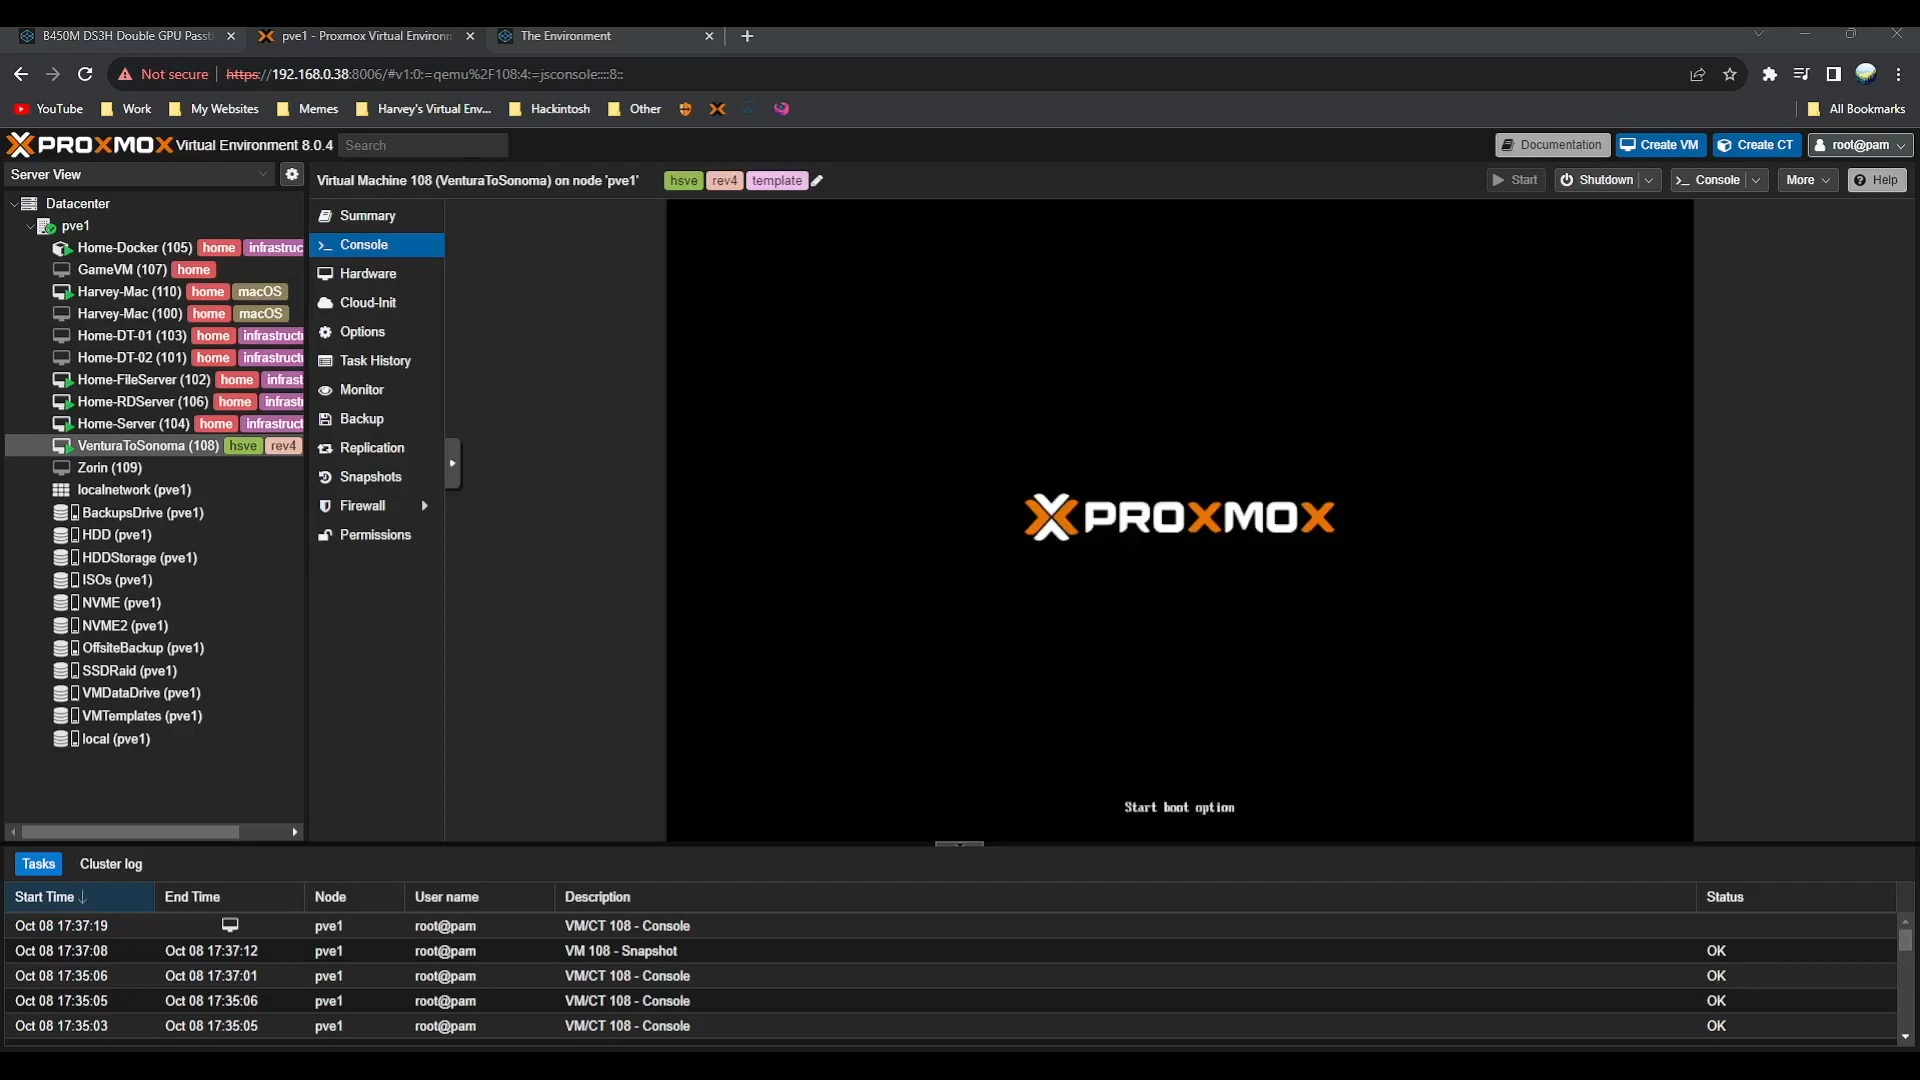 B450M DS3H Double GPU Passt
pve1 - Proxmox Virtual Environ
The Environment
Not secure
https://192.168.0.38:8006/#v1:0:=qemu%2F108:4:=jsconsole::::8::
YouTube
Work
My Websites
Memes
Harvey's Virtual Env...
Hackintosh
Other
All Bookmarks
PROXMOX Virtual Environment 8.0.4
Search
Documentation
Create VM
Create CT
root@pam
Server View
Virtual Machine 108 (VenturaToSonoma) on node 'pve1'
hsve
rev4
template
Start
Shutdown
Console
More
Help
Datacenter
pve1
Home-Docker (105) home infrastruc
GameVM (107) home
Harvey-Mac (110) home macOS
Harvey-Mac (100) home macOS
Home-DT-01 (103) home infrastructu
Home-DT-02 (101) home infrastructu
Home-FileServer (102) home infrast
Home-RDServer (106) home infrast
Home-Server (104) home infrastruct
VenturaToSonoma (108) hsve rev4
Zorin (109)
localnetwork (pve1)
BackupsDrive (pve1)
HDD (pve1)
HDDStorage (pve1)
ISOs (pve1)
NVME (pve1)
NVME2 (pve1)
OffsiteBackup (pve1)
SSDRaid (pve1)
VMDataDrive (pve1)
VMTemplates (pve1)
local (pve1)
Summary
Console
Hardware
Cloud-Init
Options
Task History
Monitor
Backup
Replication
Snapshots
Firewall
Permissions
PROXMOX
Start boot option
Tasks
Cluster log
Start Time End Time Node User name Description Status
Oct 08 17:37:19 pve1 root@pam VM/CT 108 - Console
Oct 08 17:37:08 Oct 08 17:37:12 pve1 root@pam VM 108 - Snapshot OK
Oct 08 17:35:06 Oct 08 17:37:01 pve1 root@pam VM/CT 108 - Console OK
Oct 08 17:35:05 Oct 08 17:35:06 pve1 root@pam VM/CT 108 - Console OK
Oct 08 17:35:03 Oct 08 17:35:05 pve1 root@pam VM/CT 108 - Console OK